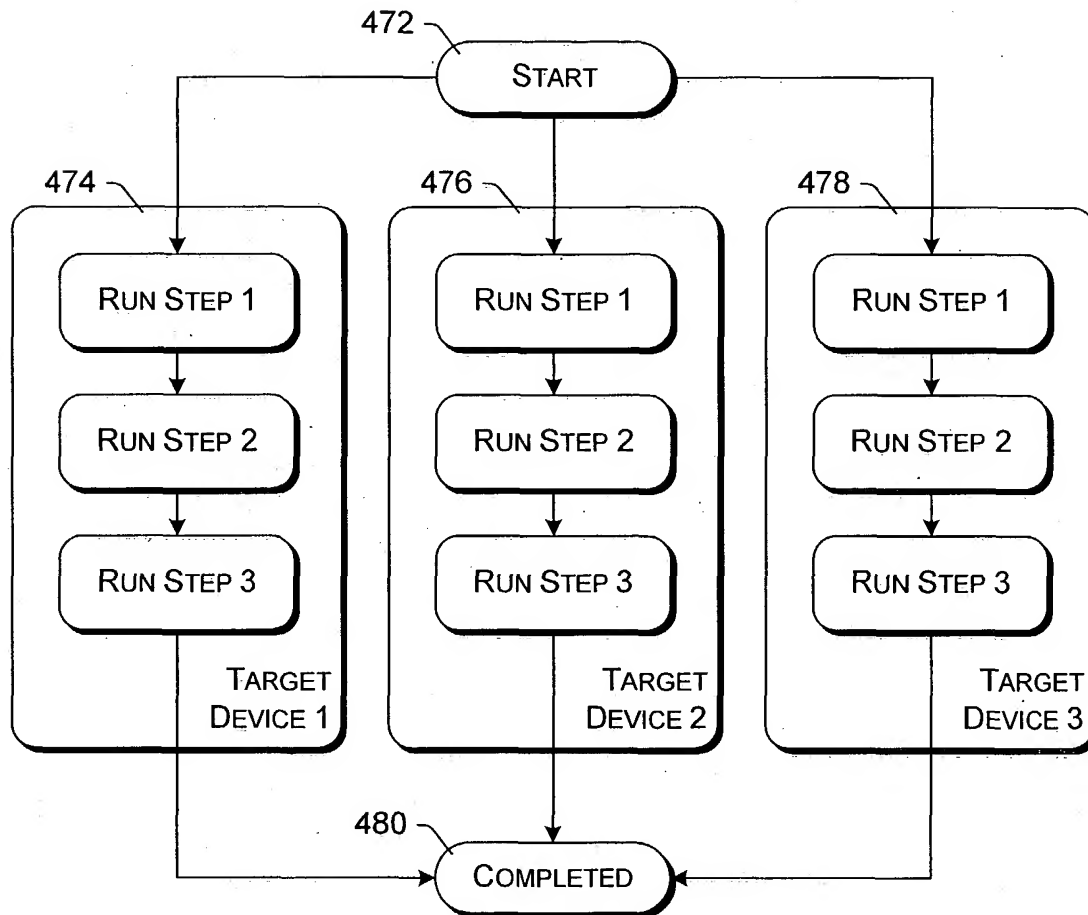 472
START
474
476
478
RUN STEP 1
RUN STEP 1
RUN STEP 1
RUN STEP 2
RUN STEP 2
RUN STEP 2
RUN STEP 3
RUN STEP 3
RUN STEP 3
TARGET
DEVICE 1
TARGET
DEVICE 2
TARGET
DEVICE 3
480
COMPLETED